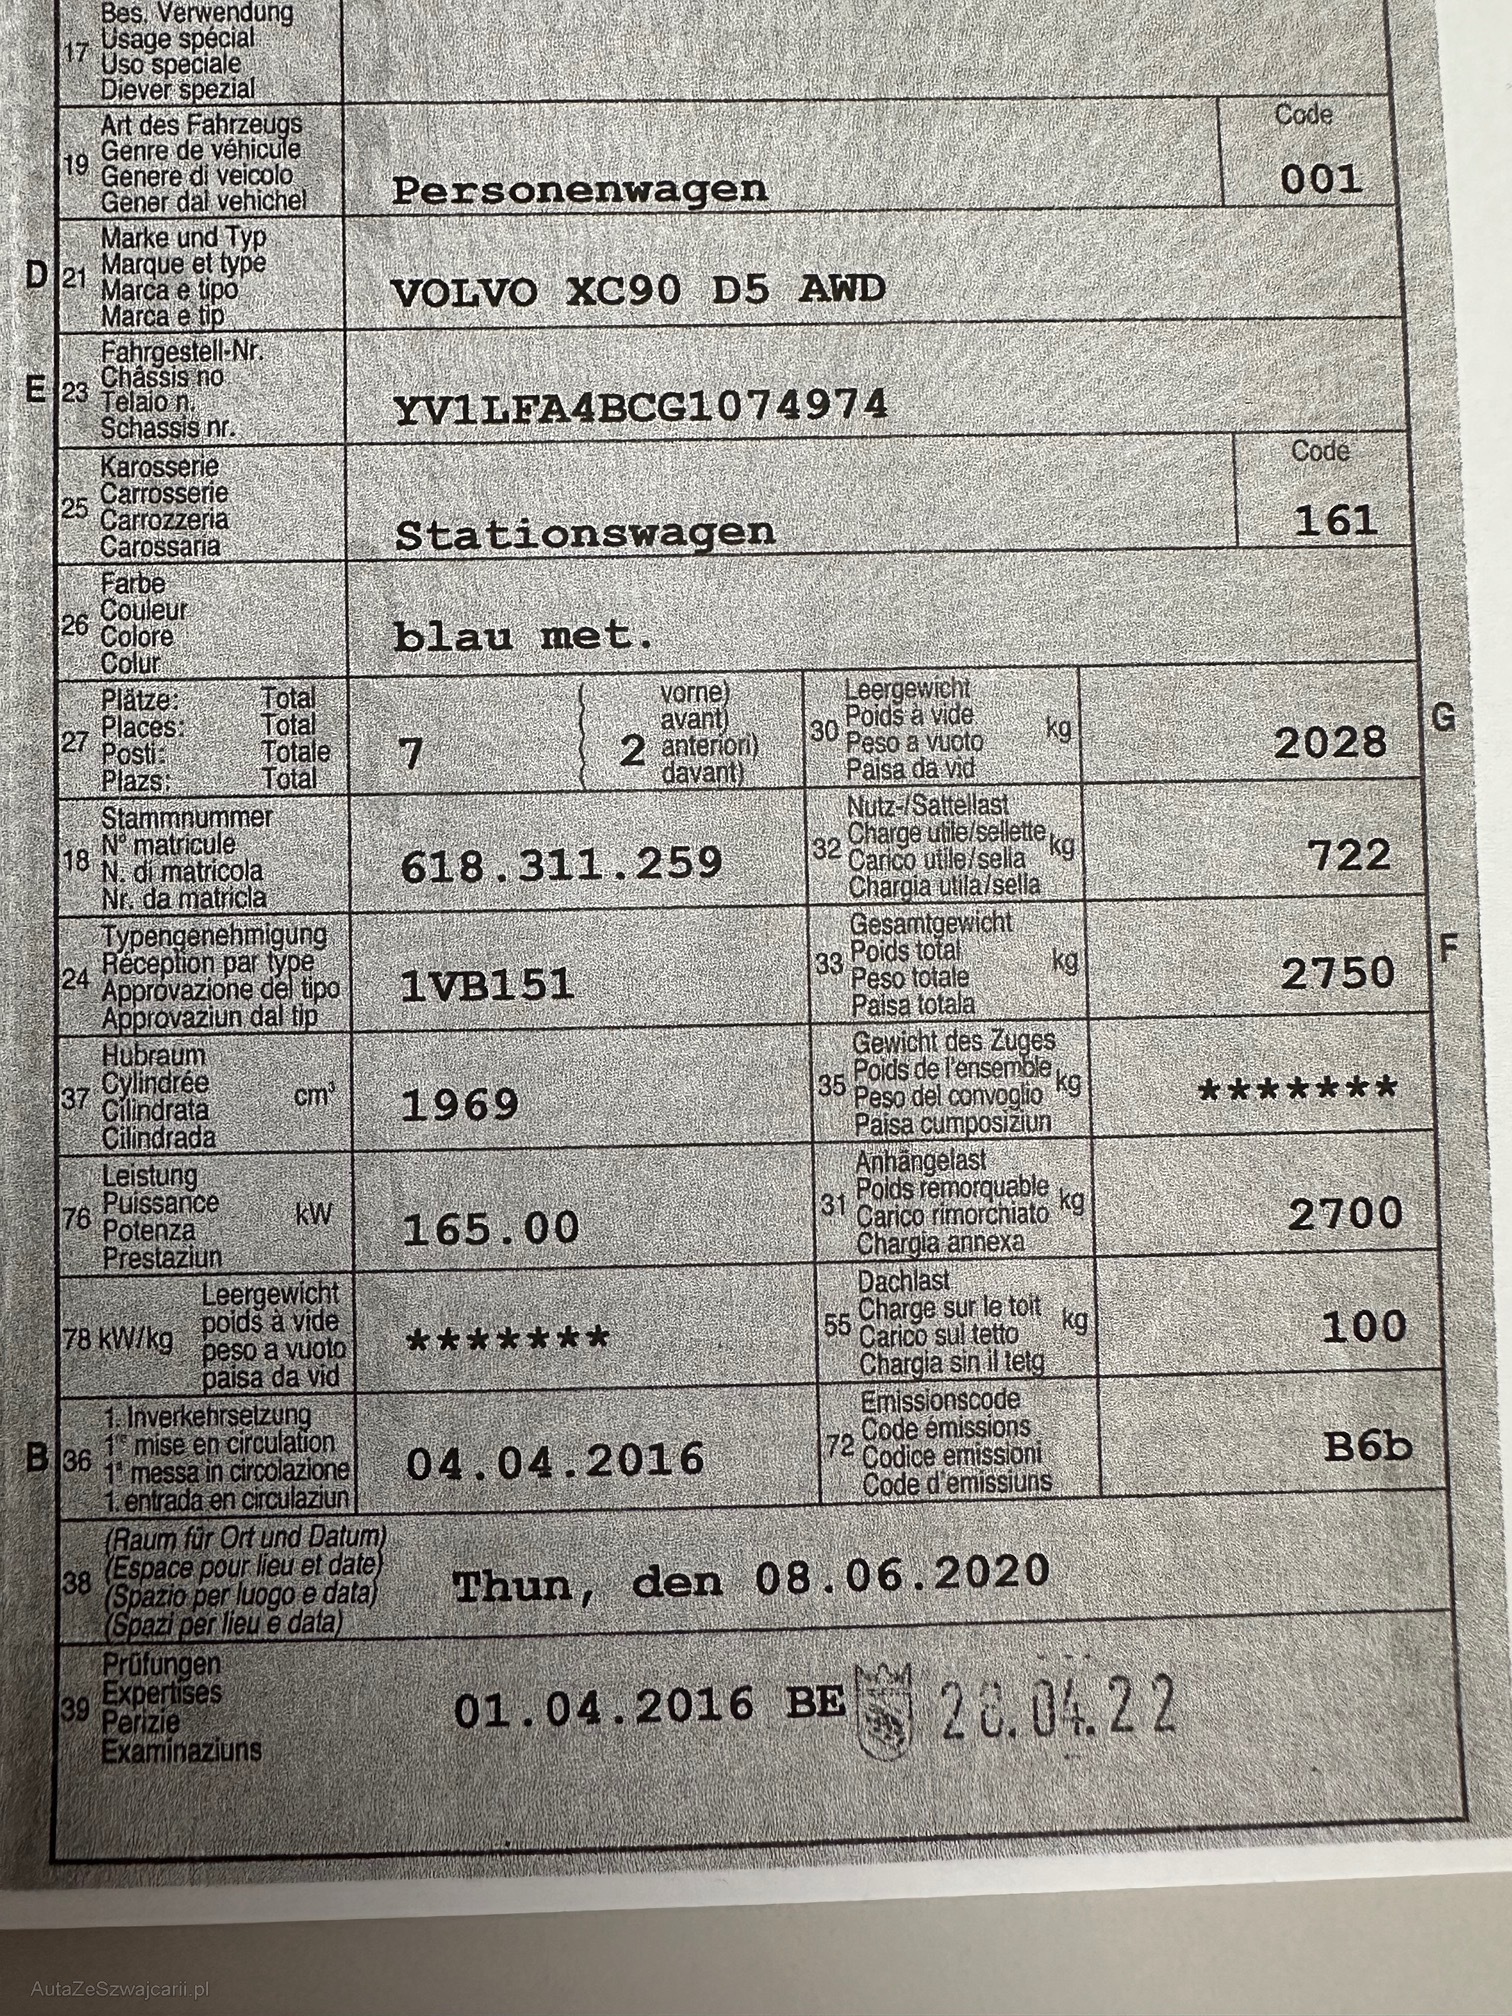 Bes. Verwendung
17 Usage spécial
Uso speciale
Diever spezial
Art des Fahrzeugs Code
19 Genre de véhicule
Genere di veicolo
Gener dal vehichel
Personenwagen 001
Marke und Typ
D 21 Marque et type
Marca e tipo
Marca e tip
VOLVO XC90 D5 AWD
Fahrgestell-Nr.
E 23 Châssis no
Telaio n.
Schassis nr.
YV1LFA4BCG1074974
Karosserie Code
25 Carrosserie
Carrozzeria
Carossaria
Stationswagen 161
Farbe
26 Couleur
Colore
Colur
blau met.
Plätze: Total
27 Places: Total
Posti: Totale
Plazs: Total
7
2
vorne)
avant)
anteriori)
davant)
Leergewicht
30 Poids à vide kg
Peso a vuoto
Paisa da vid
2028 G
Stammnummer
18 N° matricule
N. di matricola
Nr. da matricla
618.311.259
Nutz-/Sattellast
32 Charge utile/sellette kg
Carico utile/sella
Chargia utila/sella
722
Typengenehmigung
24 Réception par type
Approvazione del tipo
Approvaziun dal tip
1VB151
Gesamtgewicht
33 Poids total kg
Peso totale
Paisa totala
2750 F
Hubraum
37 Cylindrée cm³
Cilindrata
Cilindrada
1969
Gewicht des Zuges
35 Poids de l'ensemble kg
Peso del convoglio
Paisa cumposiziun
*******
Leistung
76 Puissance kW
Potenza
Prestaziun
165.00
Anhängelast
31 Poids remorquable kg
Carico rimorchiato
Chargia annexa
2700
Leergewicht
78 kW/kg poids à vide
peso a vuoto
paisa da vid
*******
Dachlast
55 Charge sur le toit kg
Carico sul tetto
Chargia sin il tetg
100
1. Inverkehrsetzung
B 36 1re mise en circulation
1a messa in circolazione
1. entrada en circulaziun
04.04.2016
Emissionscode
72 Code émissions
Codice emissioni
Code d'emissiuns
B6b
(Raum für Ort und Datum)
38 (Espace pour lieu et date)
(Spazio per luogo e data)
(Spazi per lieu e data)
Thun, den 08.06.2020
Prüfungen
39 Expertises
Perizie
Examinaziuns
01.04.2016 BE 28.04.22
AutaZeSzwajcarii.pl